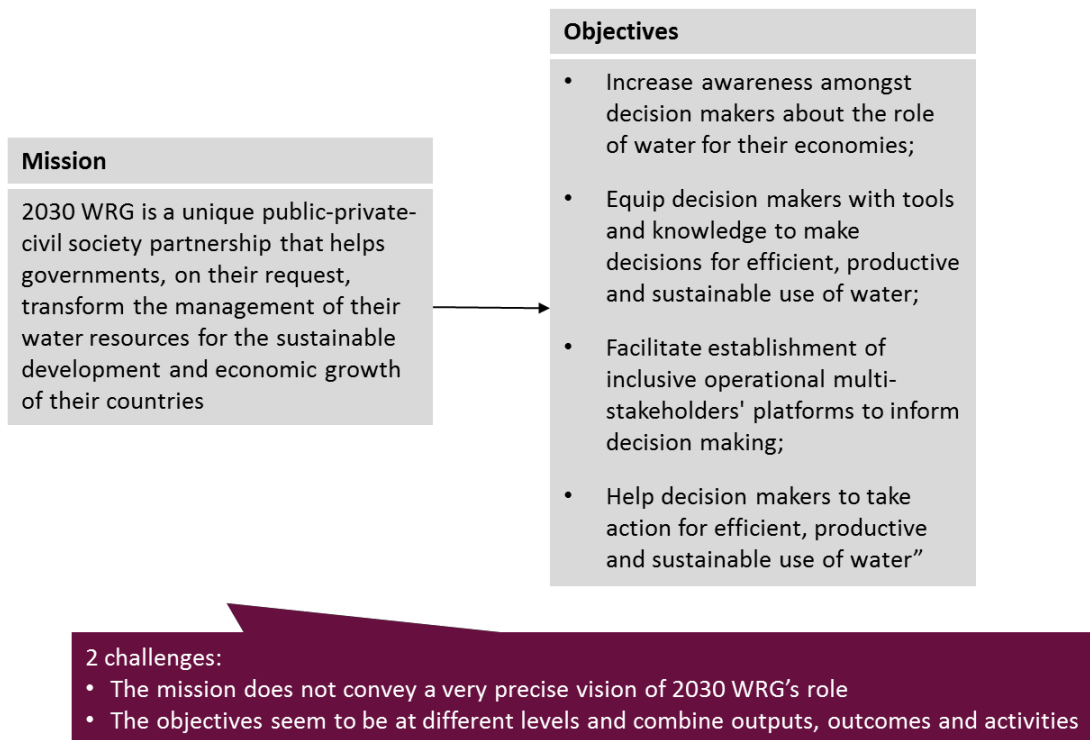 Mission
2030 WRG is a unique public-private-
civil society partnership that helps
governments, on their request,
transform the management of their
water resources for the sustainable
development and economic growth
of their countries
Objectives
• Increase awareness amongst
decision makers about the role
of water for their economies;
• Equip decision makers with tools
and knowledge to make
decisions for efficient, productive
and sustainable use of water;
• Facilitate establishment of
inclusive operational multi-
stakeholders' platforms to inform
decision making;
• Help decision makers to take
action for efficient, productive
and sustainable use of water”
2 challenges:
• The mission does not convey a very precise vision of 2030 WRG’s role
• The objectives seem to be at different levels and combine outputs, outcomes and activities